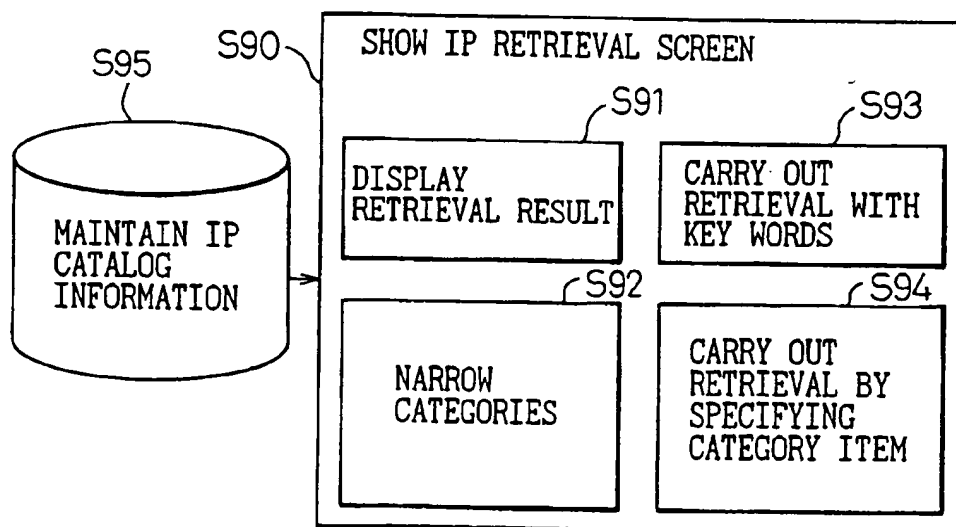 S95
MAINTAIN IP
CATALOG
INFORMATION
S90
SHOW IP RETRIEVAL SCREEN
S91
DISPLAY
RETRIEVAL RESULT
S93
CARRY OUT
RETRIEVAL WITH
KEY WORDS
S92
NARROW
CATEGORIES
S94
CARRY OUT
RETRIEVAL BY
SPECIFYING
CATEGORY ITEM